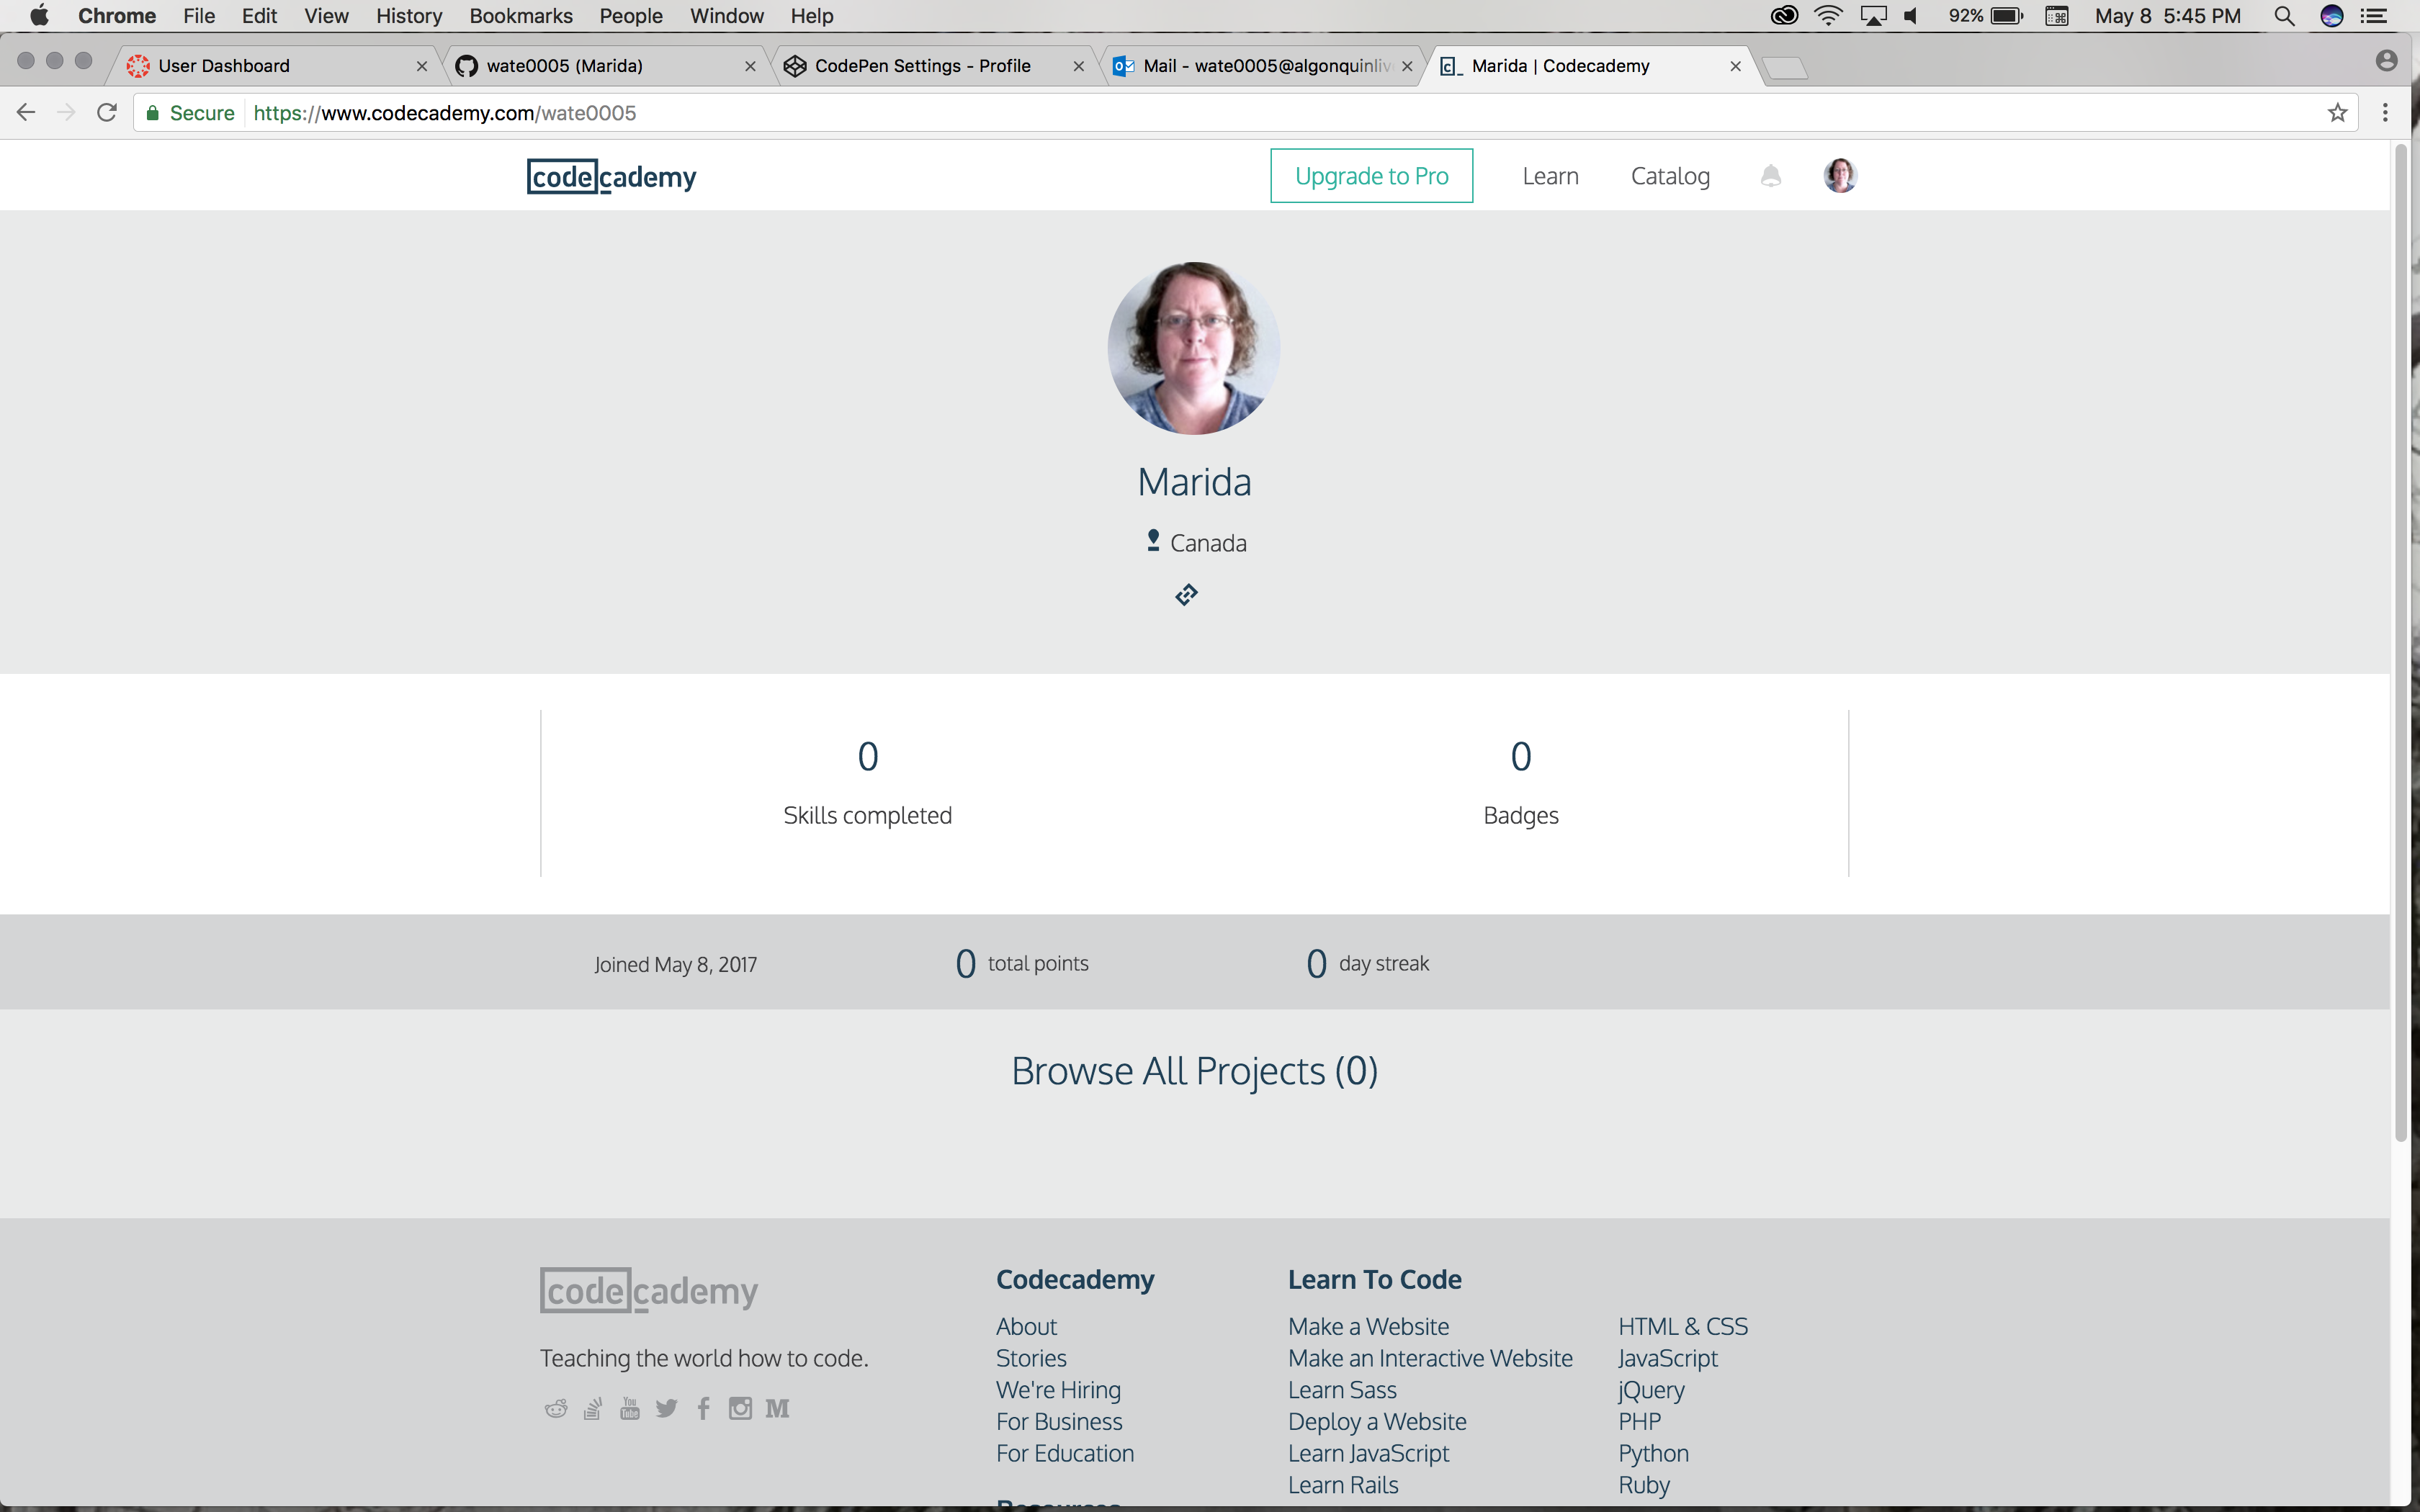 Chrome File Edit View History Bookmarks People Window Help 92% May 8 5:45 PM
User Dashboard wate0005 (Marida) CodePen Settings - Profile Mail - wate0005@algonquinliv Marida | Codecademy
Secure https://www.codecademy.com/wate0005
codecademy Upgrade to Pro Learn Catalog
Marida
Canada
0 0
Skills completed Badges
Joined May 8, 2017 0 total points 0 day streak
Browse All Projects (0)
codecademy
Teaching the world how to code.
Codecademy
About
Stories
We're Hiring
For Business
For Education
Resources
Learn To Code
Make a Website
Make an Interactive Website
Learn Sass
Deploy a Website
Learn JavaScript
Learn Rails
HTML & CSS
JavaScript
jQuery
PHP
Python
Ruby